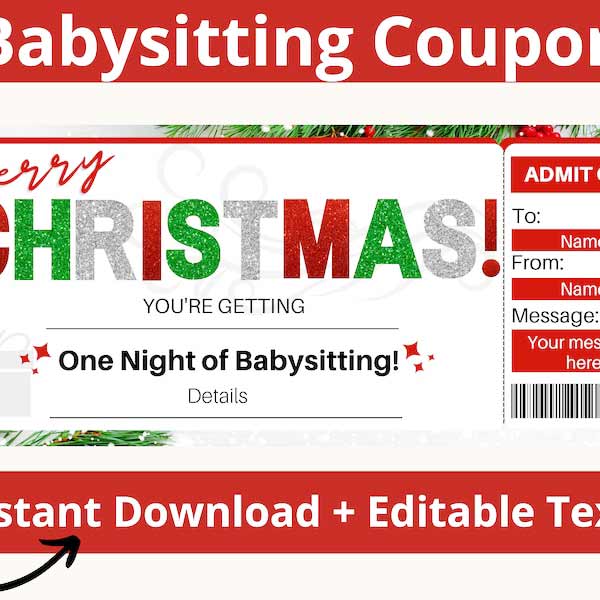 Babysitting Coupon
erry
CHRISTMAS!
YOU'RE GETTING
One Night of Babysitting!
Details
ADMIT
To:
Name
From:
Name
Message:
Your mes
here
stant Download + Editable Tex